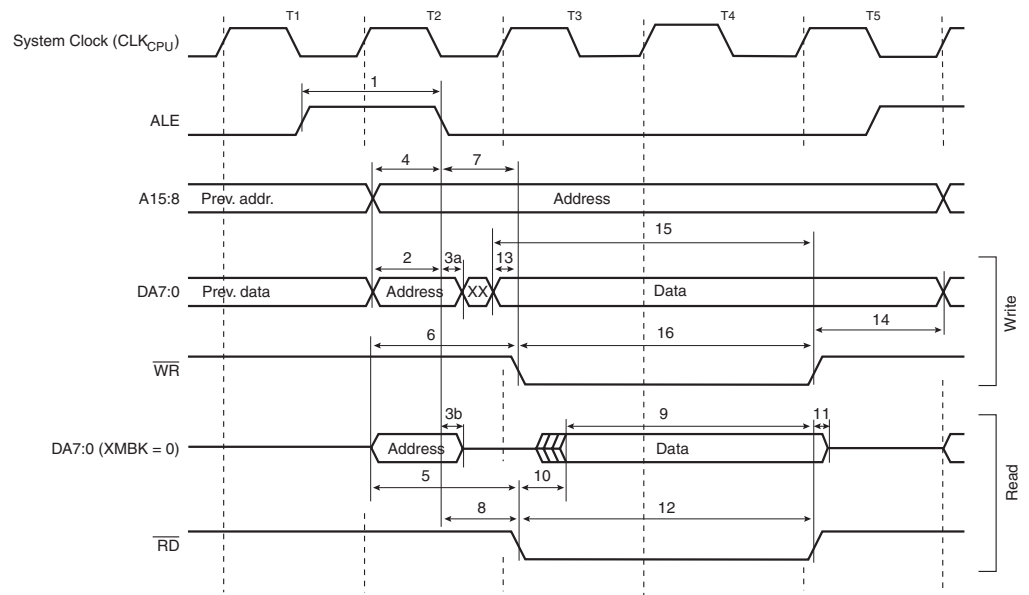 T1 T2 T3 T4 T5
System Clock (CLKCPU)
1
ALE
4 7
A15:8 Prev. addr. Address
15
2 3a 13
DA7:0 Prev. data Address XX Data
14
6 16
WR
Write
3b 9 11
DA7:0 (XMBK = 0) Address Data
5 10
8 12
RD
Read